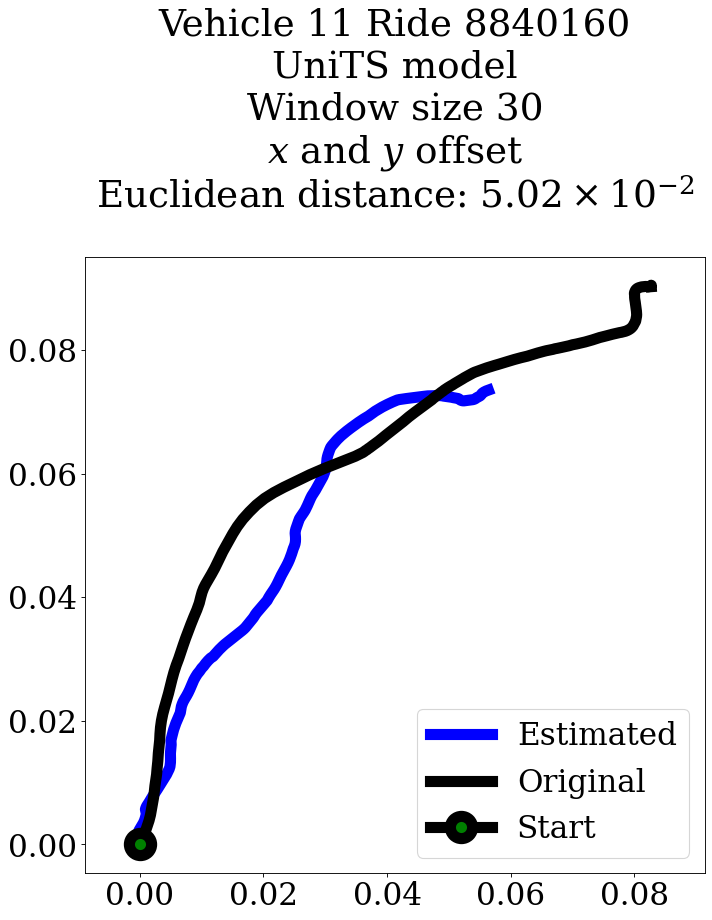 Vehicle 11 Ride 8840160
UniTS model
Window size 30
x and y offset
Euclidean distance: 5.02 × 10⁻²
0.08
0.06
0.04
0.02
0.00
Estimated
Original
Start
0.00 0.02 0.04 0.06 0.08